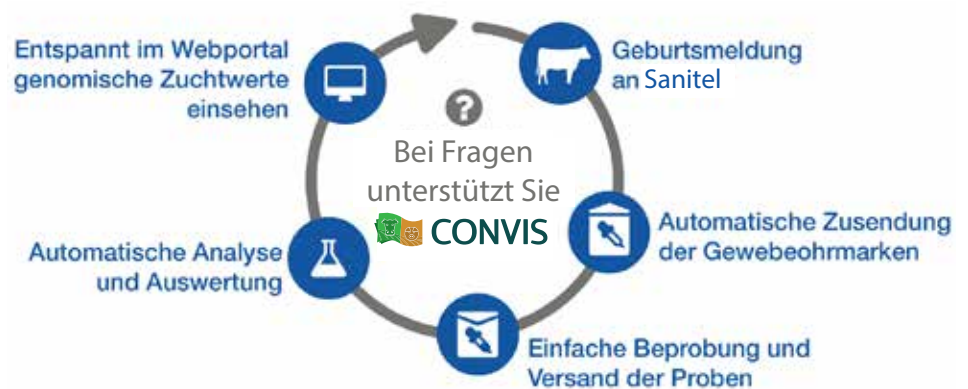 Entspannt im Webportal
genomische Zuchtwerte
einsehen
Geburtsmeldung
an Sanitel
?
Bei Fragen
unterstützt Sie
CONVIS
Automatische Zusendung
der Gewebeohrmarken
Automatische Analyse
und Auswertung
Einfache Beprobung und
Versand der Proben